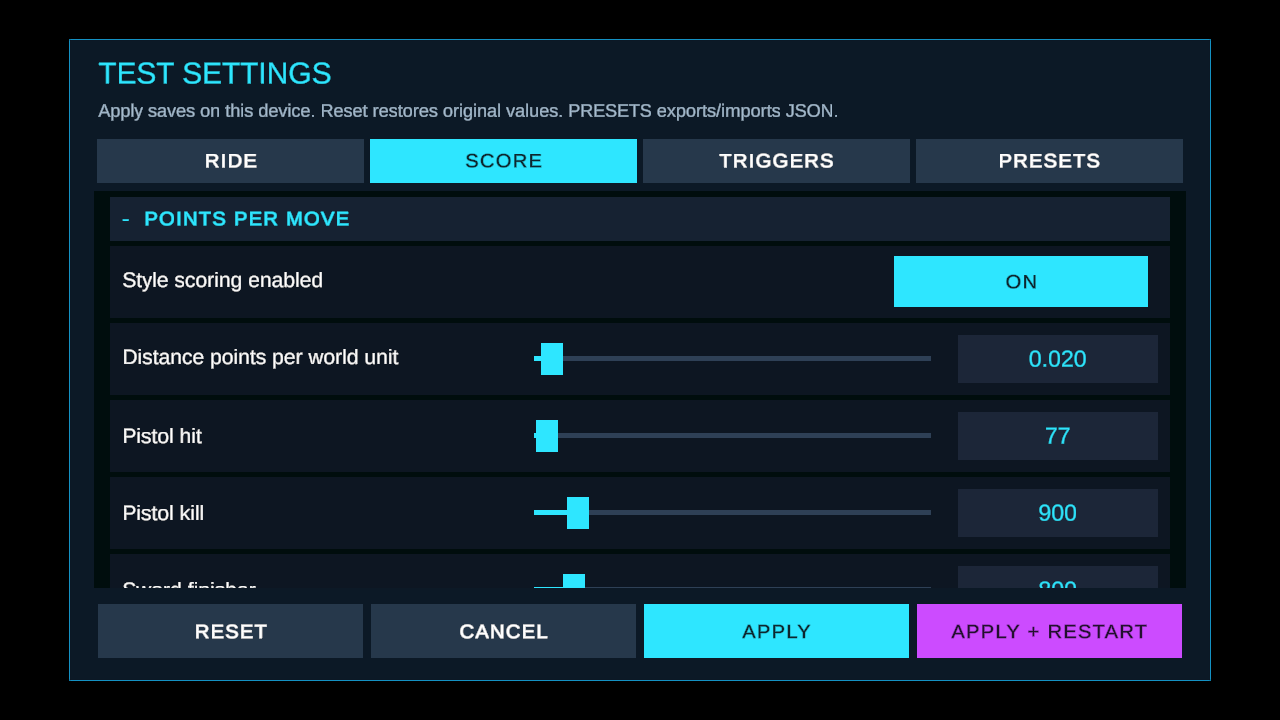 TEST SETTINGS
Apply saves on this device. Reset restores original values. PRESETS exports/imports JSON.
RIDE SCORE TRIGGERS PRESETS
- POINTS PER MOVE
Style scoring enabled ON
Distance points per world unit 0.020
Pistol hit 77
Pistol kill 900
Sword finisher
RESET CANCEL APPLY APPLY + RESTART